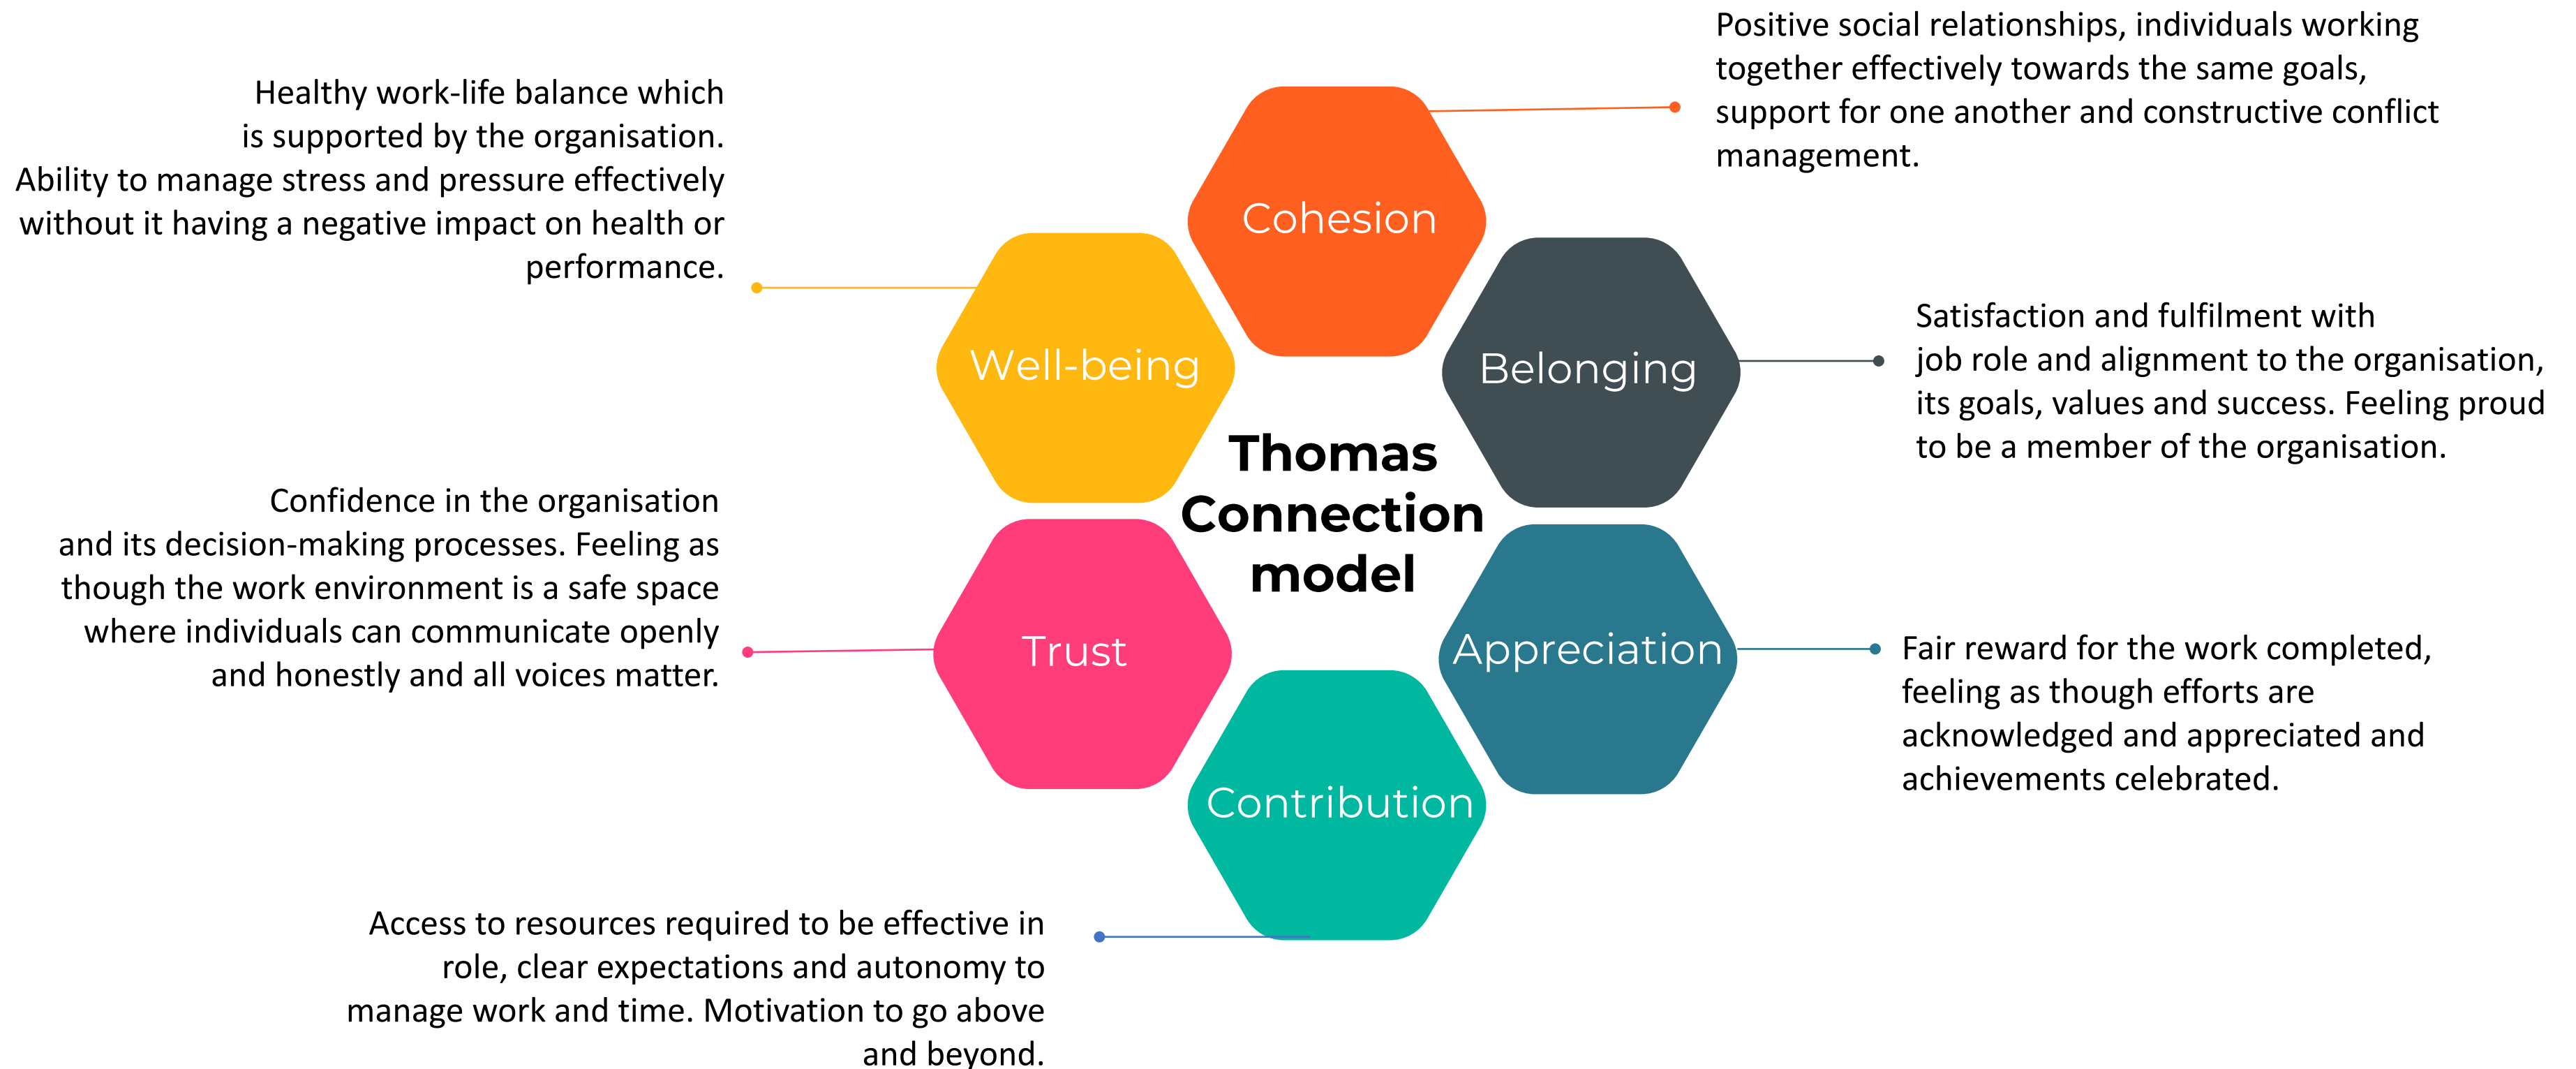 Positive social relationships, individuals working
together effectively towards the same goals,
support for one another and constructive conflict
management.
Healthy work-life balance which
is supported by the organisation.
Ability to manage stress and pressure effectively
without it having a negative impact on health or
performance.
Cohesion
Well-being
Belonging
Satisfaction and fulfilment with
job role and alignment to the organisation,
its goals, values and success. Feeling proud
to be a member of the organisation.
Thomas
Connection
model
Confidence in the organisation
and its decision-making processes. Feeling as
though the work environment is a safe space
where individuals can communicate openly
and honestly and all voices matter.
Trust
Appreciation
Fair reward for the work completed,
feeling as though efforts are
acknowledged and appreciated and
achievements celebrated.
Contribution
Access to resources required to be effective in
role, clear expectations and autonomy to
manage work and time. Motivation to go above
and beyond.